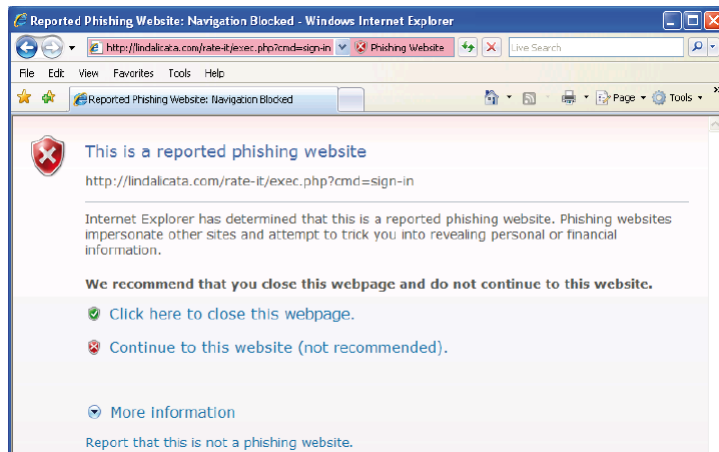 Reported Phishing Website: Navigation Blocked - Windows Internet Explorer
http://lindalicata.com/rate-it/exec.php?cmd=sign-in Phishing Website Live Search
File Edit View Favorites Tools Help
Reported Phishing Website: Navigation Blocked Page Tools »
This is a reported phishing website
http://lindalicata.com/rate-it/exec.php?cmd=sign-in
Internet Explorer has determined that this is a reported phishing website. Phishing websites
impersonate other sites and attempt to trick you into revealing personal or financial
information.
We recommend that you close this webpage and do not continue to this website.
Click here to close this webpage.
Continue to this website (not recommended).
More information
Report that this is not a phishing website.